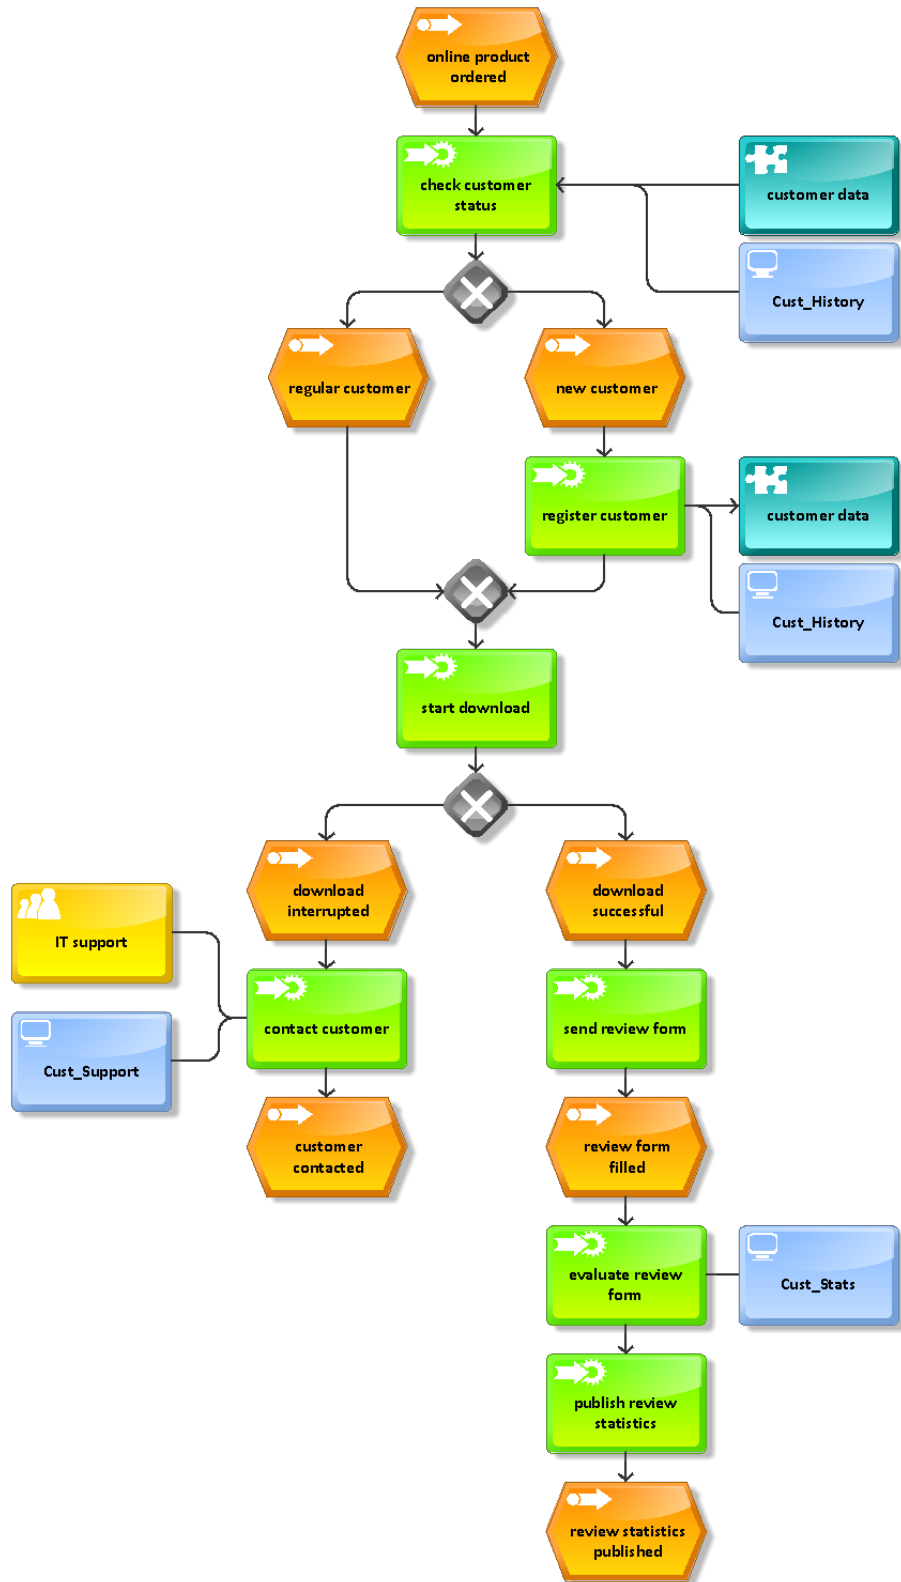 online product
ordered
check customer
status
customer data
Cust_History
regular customer
new customer
register customer
customer data
Cust_History
start download
download
interrupted
download
successful
IT support
contact customer
send review form
Cust_Support
customer
contacted
review form
filled
evaluate review
form
Cust_Stats
publish review
statistics
review statistics
published